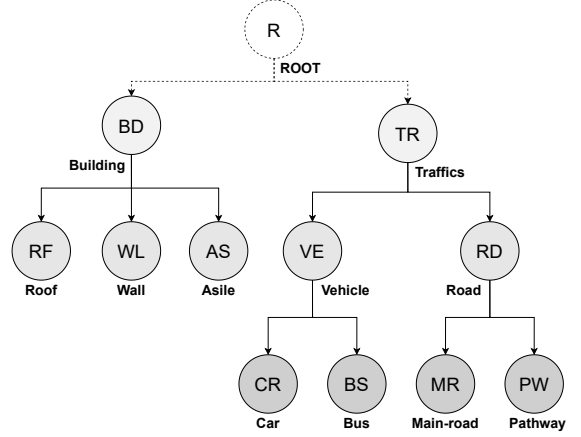 R
ROOT
BD
TR
Building
Traffics
RF
WL
AS
VE
RD
Roof
Wall
Asile
Vehicle
Road
CR
BS
MR
PW
Car
Bus
Main-road
Pathway